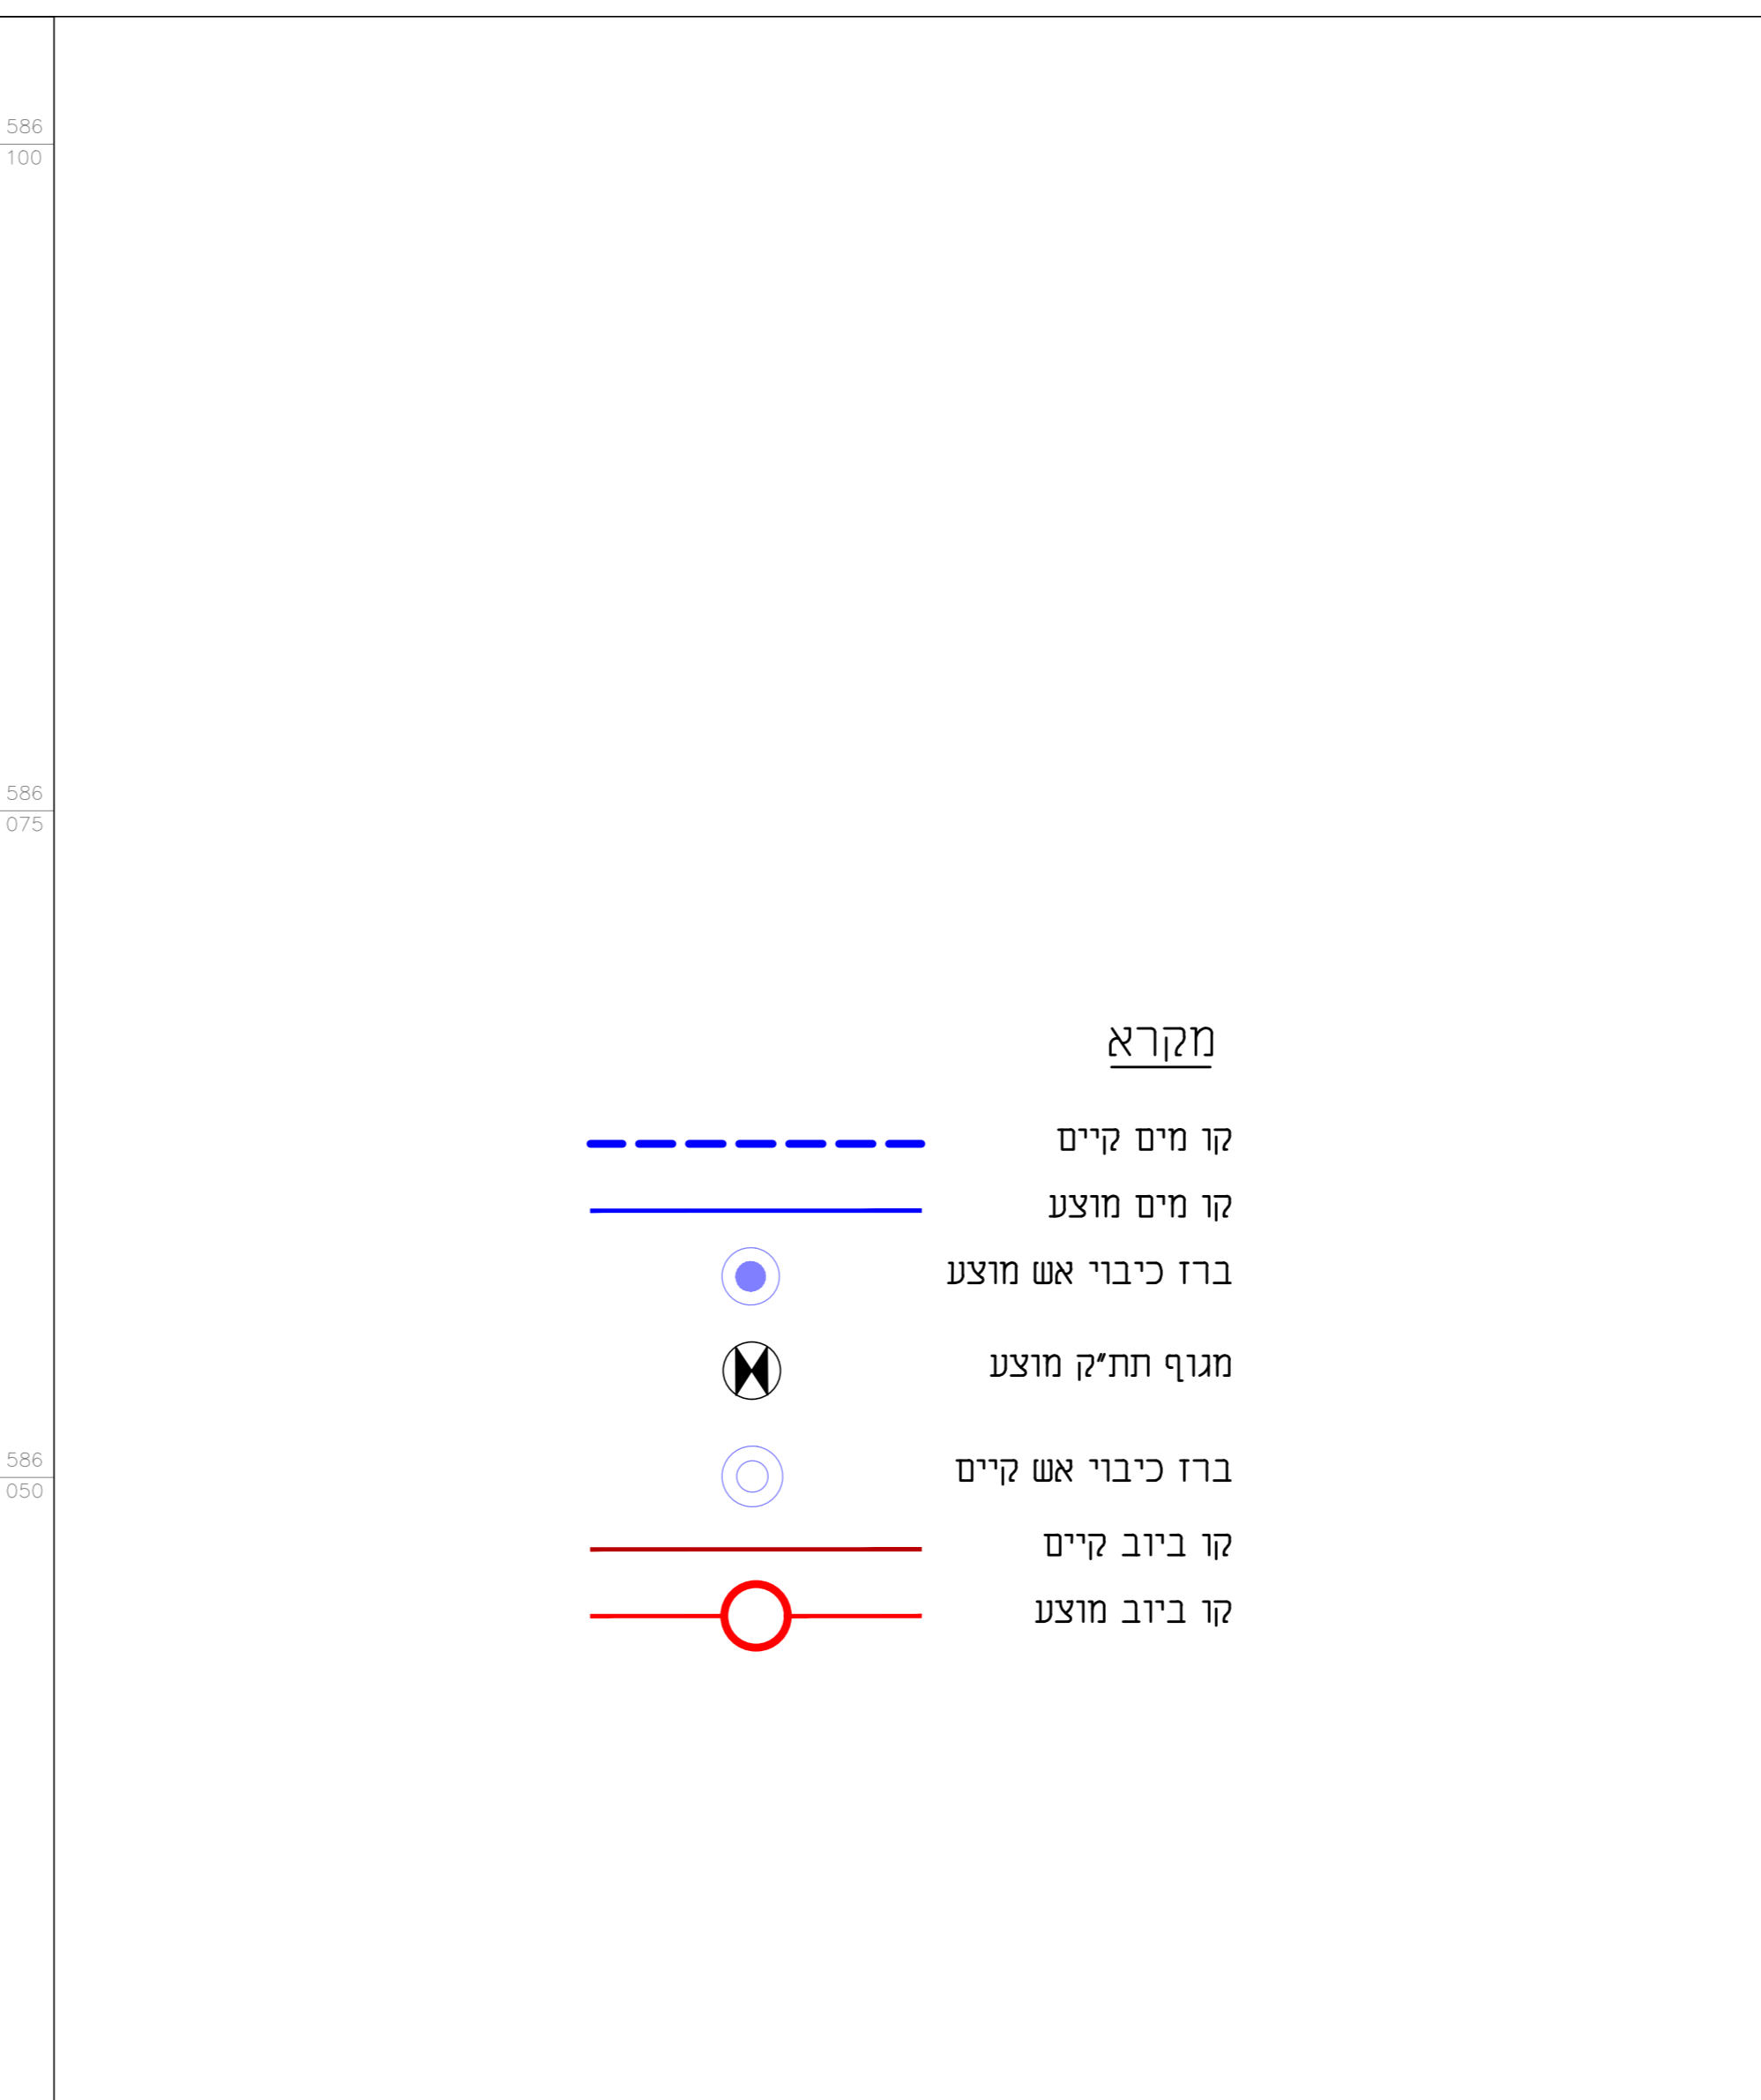 586
100
586
075
מקרא
קו מים קיים
קו מים מוצע
ברז כיבוי אש מוצע
מגוף תת"ק מוצע
586
050
ברז כיבוי אש קיים
קו ביוב קיים
קו ביוב מוצע